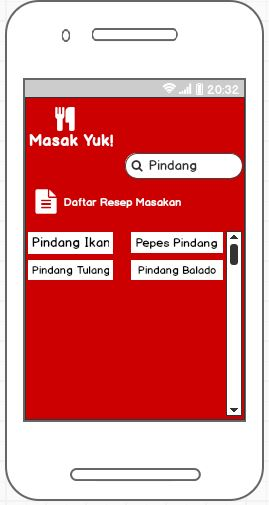 20:32
Masak Yuk!
Pindang
Daftar Resep Masakan
Pindang Ikan
Pepes Pindang
Pindang Tulang
Pindang Balado